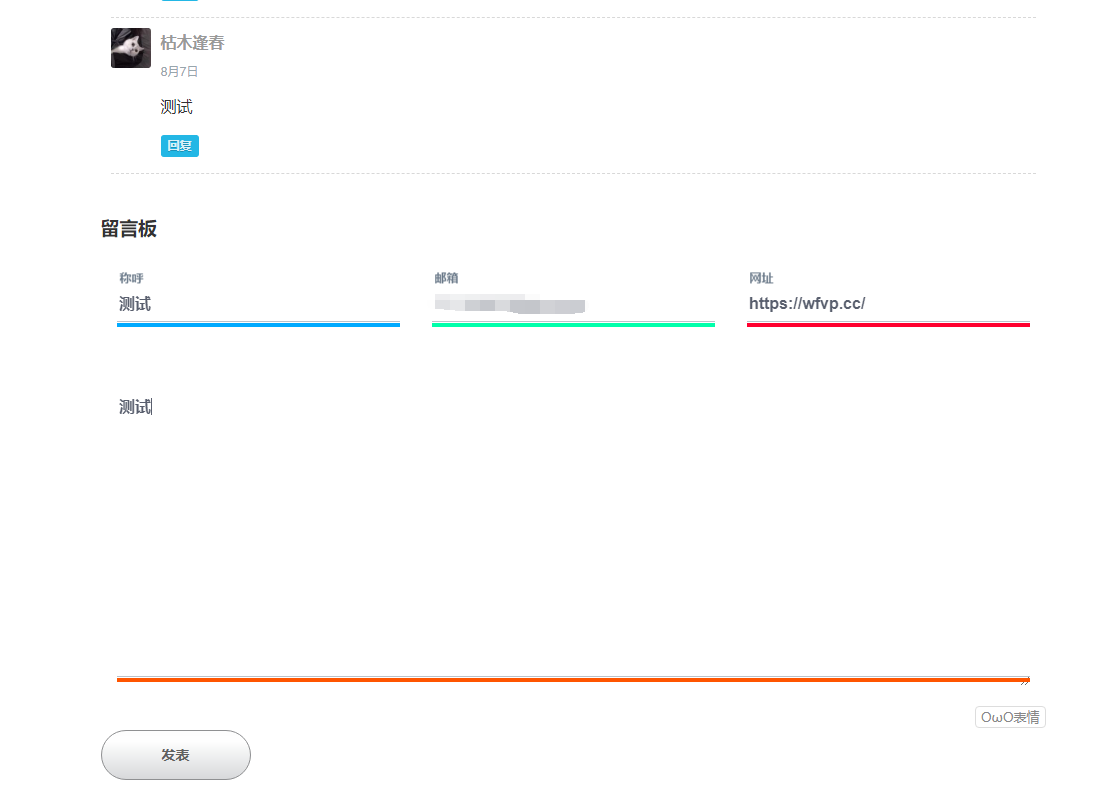 枯木逢春
8月7日
测试
回复
留言板
称呼
邮箱
网址
测试
https://wfvp.cc/
测试
OωO表情
发表